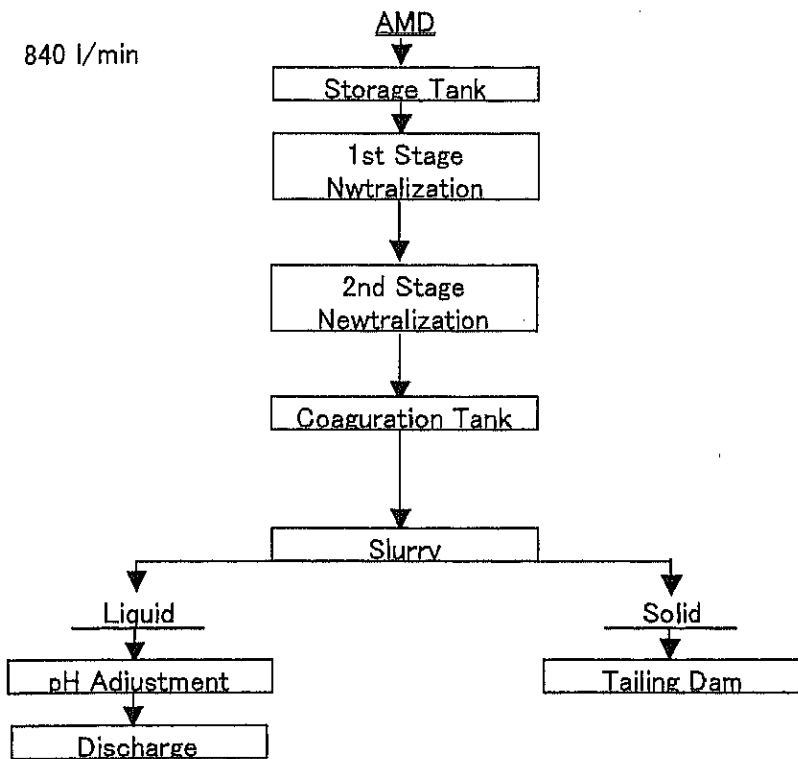 AMD
840 l/min
Storage Tank
1st Stage
Nwtralization
2nd Stage
Newtralization
Coaguration Tank
Slurry
Liquid
Solid
pH Adjustment
Tailing Dam
Discharge